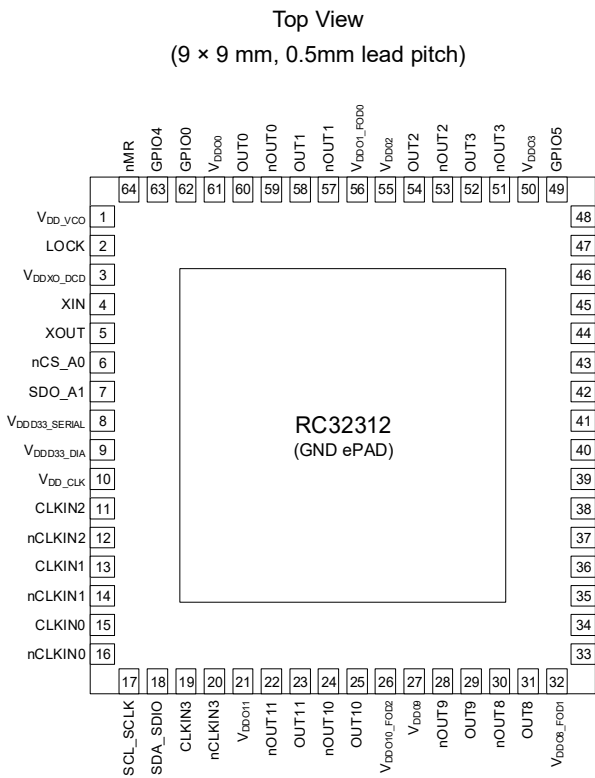 Top View
(9 × 9 mm, 0.5mm lead pitch)
nMR GPIO4 GPIO0 VDDO0 OUT0 nOUT0 OUT1 nOUT1 VDDO1_FOD0 VDDO2 OUT2 nOUT2 OUT3 nOUT3 VDDO3 GPIO5
64 63 62 61 60 59 58 57 56 55 54 53 52 51 50 49
VDD_VCO 1 48
LOCK 2 47
VDDXO_DCD 3 46
XIN 4 45
XOUT 5 44
nCS_A0 6 43
SDO_A1 7 42
VDDD33_SERIAL 8 41
VDDD33_DIA 9 40
VDD_CLK 10 39
CLKIN2 11 38
nCLKIN2 12 37
CLKIN1 13 36
nCLKIN1 14 35
CLKIN0 15 34
nCLKIN0 16 33
RC32312
(GND ePAD)
17 18 19 20 21 22 23 24 25 26 27 28 29 30 31 32
SCL_SCLK SDA_SDIO CLKIN3 nCLKIN3 VDDO11 nOUT11 OUT11 nOUT10 OUT10 VDDO10_FOD2 VDDO9 nOUT9 OUT9 nOUT8 OUT8 VDDO8_FOD1